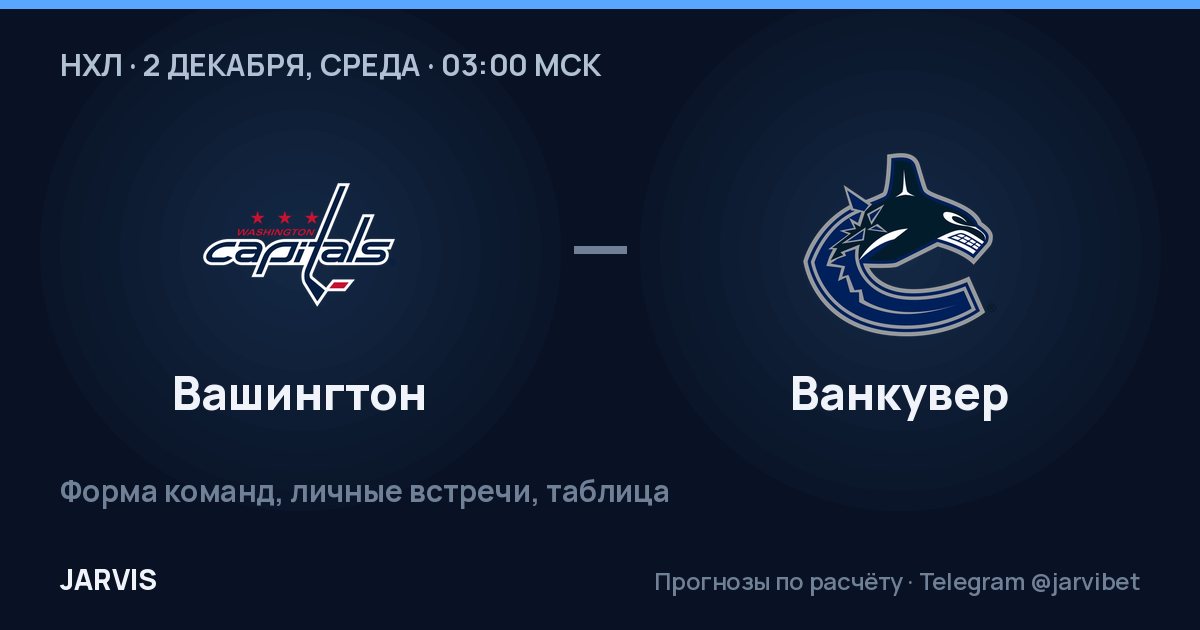 НХЛ · 2 ДЕКАБРЯ, СРЕДА · 03:00 МСК
WASHINGTON
capitals
—
Вашингтон
Ванкувер
Форма команд, личные встречи, таблица
JARVIS
Прогнозы по расчёту · Telegram @jarvibet